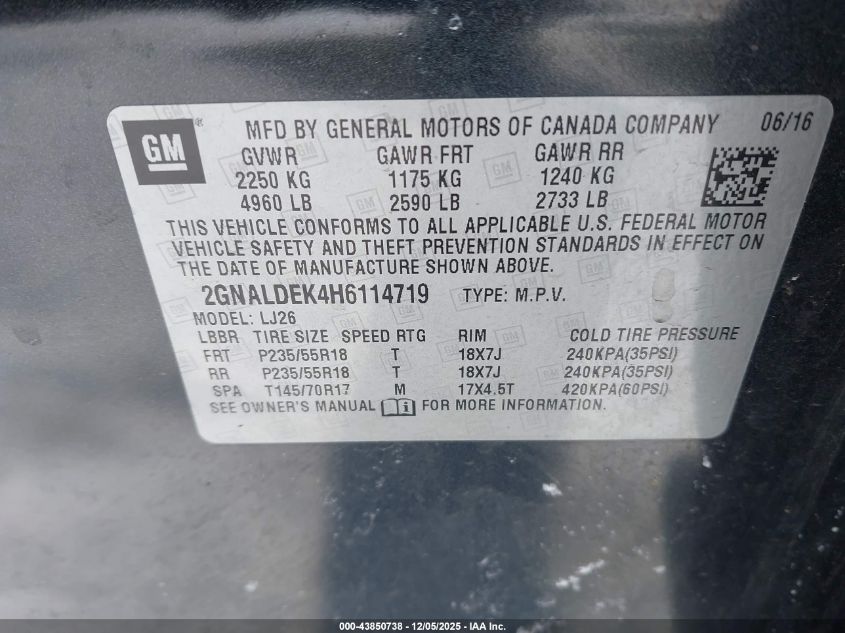 GM® MFD BY GENERAL MOTORS OF CANADA COMPANY 06/16
GVWR GAWR FRT GAWR RR
2250 KG 1175 KG 1240 KG
4960 LB 2590 LB 2733 LB
THIS VEHICLE CONFORMS TO ALL APPLICABLE U.S. FEDERAL MOTOR
VEHICLE SAFETY AND THEFT PREVENTION STANDARDS IN EFFECT ON
THE DATE OF MANUFACTURE SHOWN ABOVE.
2GNALDEK4H6114719 TYPE: M.P.V.
MODEL: LJ26
LBBR TIRE SIZE SPEED RTG RIM COLD TIRE PRESSURE
FRT P235/55R18 T 18X7J 240KPA(35PSI)
RR P235/55R18 T 18X7J 240KPA(35PSI)
SPA T145/70R17 M 17X4.5T 420KPA(60PSI)
SEE OWNER'S MANUAL FOR MORE INFORMATION.
000-43850738 - 12/05/2025 - IAA Inc.